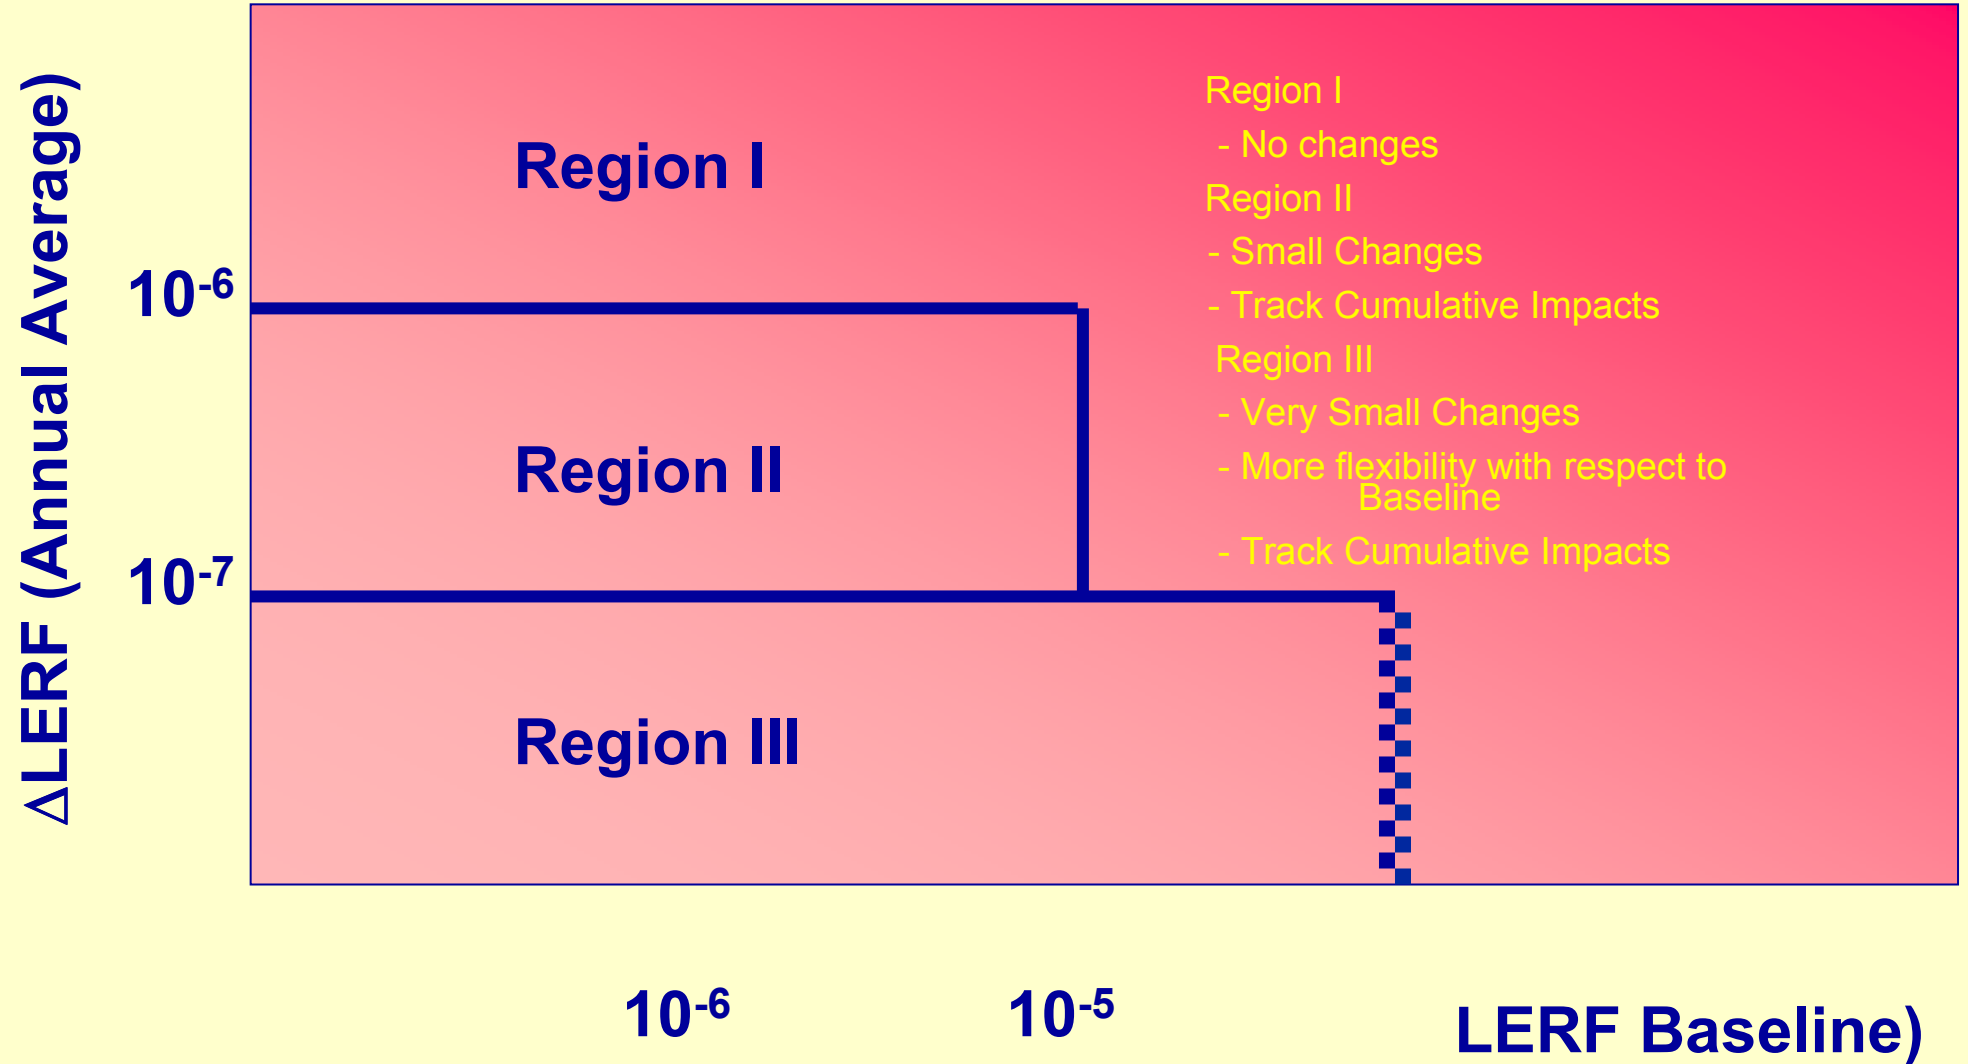 ΔLERF (Annual Average)
10⁻⁶
10⁻⁷
Region I
Region II
Region III
Region I
- No changes
Region II
- Small Changes
- Track Cumulative Impacts
Region III
- Very Small Changes
- More flexibility with respect to
Baseline
- Track Cumulative Impacts
10⁻⁶
10⁻⁵
LERF Baseline)